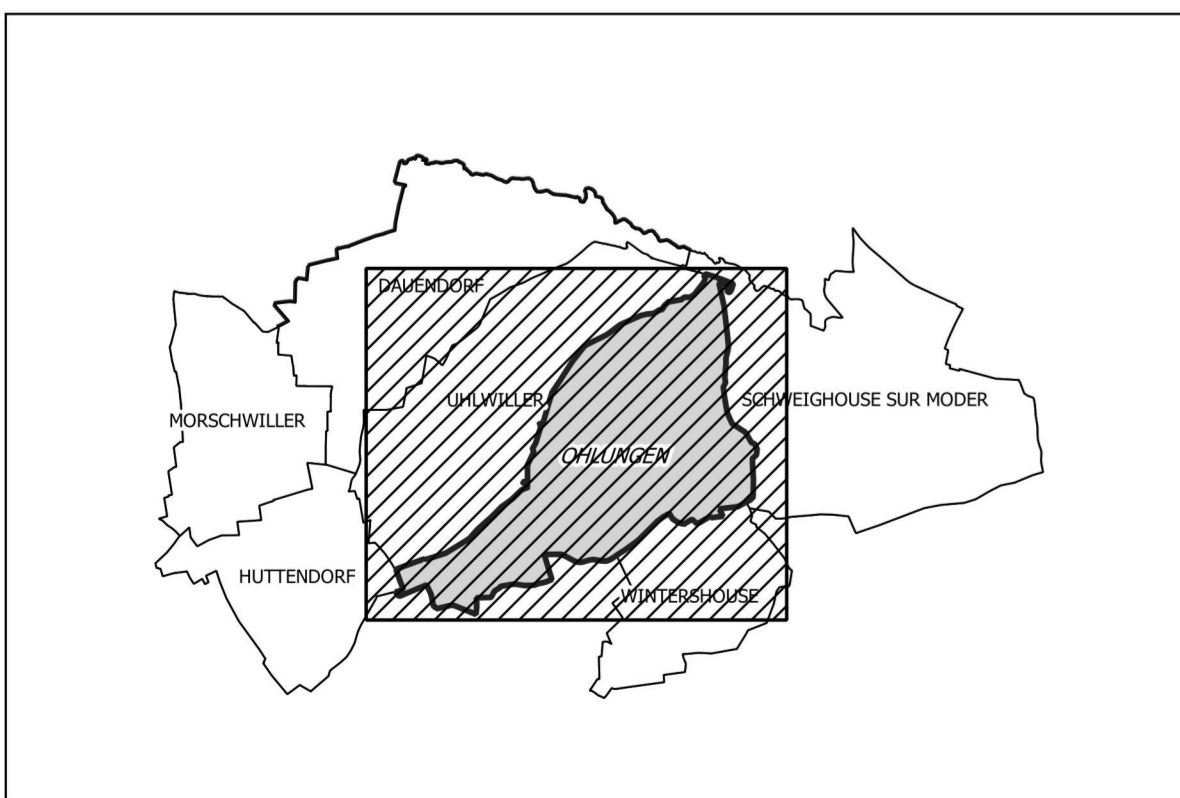 DAUENDORF
UHLWILLER
SCHWEIGHOUSE SUR MODER
MORSCHWILLER
OHLUNGEN
HUTTENDORF
WINTERSHOUSE